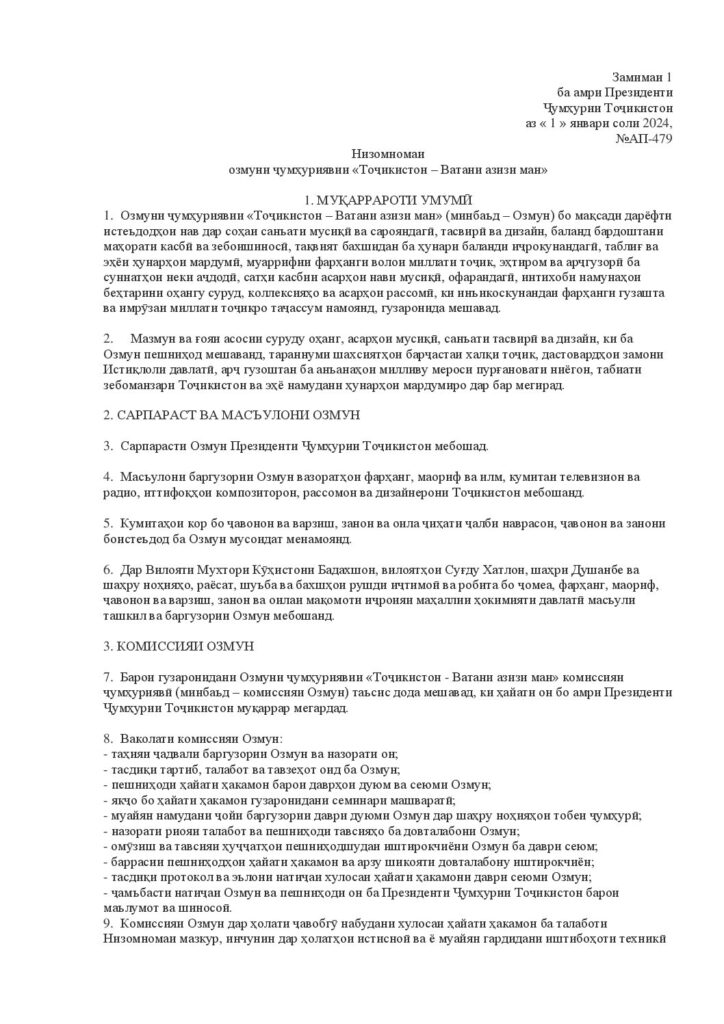 Замимаи 1
ба амри Президенти
Ҷумҳурии Тоҷикистон
аз « 1 » январи соли 2024,
№АП-479
Низомномаи
озмуни ҷумҳуриявии «Тоҷикистон – Ватани азизи ман»
1. МУҚАРРАРОТИ УМУМӢ
1. Озмуни ҷумҳуриявии «Тоҷикистон – Ватани азизи ман» (минбаьд – Озмун) бо мақсади дарёфти
истеъдодҳои нав дар соҳаи санъати мусиқӣ ва сарояндагӣ, тасвирӣ ва дизайн, баланд бардоштани
маҳорати касбӣ ва зебоишиносӣ, тақвият бахшидан ба ҳунари баланди иҷрокунандагӣ, таблиғ ва
эҳёи ҳунарҳои мардумӣ, муаррифии фарҳанги волои миллати тоҷик, эҳтиром ва арҷгузорӣ ба
суннатҳои неки аҷдодӣ, сатҳи касбии асарҳои нави мусиқӣ, офарандагӣ, интихоби намунаҳои
беҳтарини оҳангу суруд, коллексияҳо ва асарҳои рассомӣ, ки инъикоскунандаи фарҳанги гузашта
ва имрӯзаи миллати тоҷикро таҷассум намоянд, гузаронида мешавад.
2. Мазмун ва ғояи асосии суруду оҳанг, асарҳои мусиқӣ, санъати тасвирӣ ва дизайн, ки ба
Озмун пешниҳод мешаванд, тараннуми шахсиятҳои барҷастаи халқи тоҷик, дастовардҳои замони
Истиқлоли давлатӣ, арҷ гузоштан ба анъанаҳои милливу мероси пурғановати ниёгон, табиати
зебоманзари Тоҷикистон ва эҳё намудани ҳунарҳои мардумиро дар бар мегирад.
2. САРПАРАСТ ВА МАСЪУЛОНИ ОЗМУН
3. Сарпарасти Озмун Президенти Ҷумҳурии Тоҷикистон мебошад.
4. Масъулони баргузории Озмун вазоратҳои фарҳанг, маориф ва илм, кумитаи телевизион ва
радио, иттифоқҳои композиторон, рассомон ва дизайнерони Тоҷикистон мебошанд.
5. Кумитаҳои кор бо ҷавонон ва варзиш, занон ва оила ҷиҳати ҷалби наврасон, ҷавонон ва занони
боистеъдод ба Озмун мусоидат менамоянд.
6. Дар Вилояти Мухтори Кӯҳистони Бадахшон, вилоятҳои Суғду Хатлон, шаҳри Душанбе ва
шаҳру ноҳияҳо, раёсат, шуъба ва бахшҳои рушди иҷтимоӣ ва робита бо ҷомеа, фарҳанг, маориф,
ҷавонон ва варзиш, занон ва оилаи мақомоти иҷроияи маҳаллии ҳокимияти давлатӣ масъули
ташкил ва баргузории Озмун мебошанд.
3. КОМИССИЯИ ОЗМУН
7. Барои гузаронидани Озмуни ҷумҳуриявии «Тоҷикистон - Ватани азизи ман» комиссияи
ҷумҳуриявӣ (минбаъд – комиссияи Озмун) таъсис дода мешавад, ки ҳайати он бо амри Президенти
Ҷумҳурии Тоҷикистон муқаррар мегардад.
8. Ваколати комиссияи Озмун:
- таҳияи ҷадвали баргузории Озмун ва назорати он;
- тасдиқи тартиб, талабот ва тавзеҳот оид ба Озмун;
- пешниҳоди ҳайати ҳакамон барои даврҳои дуюм ва сеюми Озмун;
- якҷо бо ҳайати ҳакамон гузаронидани семинари машваратӣ;
- муайян намудани ҷойи баргузории даври дуюми Озмун дар шаҳру ноҳияҳои тобеи ҷумҳурӣ;
- назорати риояи талабот ва пешниҳоди тавсияҳо ба довталабони Озмун;
- омӯзиш ва тавсияи ҳуҷҷатҳои пешниҳодшудаи иштирокчиёни Озмун ба даври сеюм;
- баррасии пешниҳодҳои ҳайати ҳакамон ва арзу шикояти довталабону иштирокчиён;
- тасдиқи протокол ва эълони натиҷаи хулосаи ҳайати ҳакамони даври сеюми Озмун;
- ҷамъбасти натиҷаи Озмун ва пешниҳоди он ба Президенти Ҷумҳурии Тоҷикистон барои
маълумот ва шиносоӣ.
9. Комиссияи Озмун дар ҳолати ҷавобгӯ набудани хулосаи ҳайати ҳакамон ба талаботи
Низомномаи мазкур, инчунин дар ҳолатҳои истисноӣ ва ё муайян гардидани иштибоҳоти техникӣ